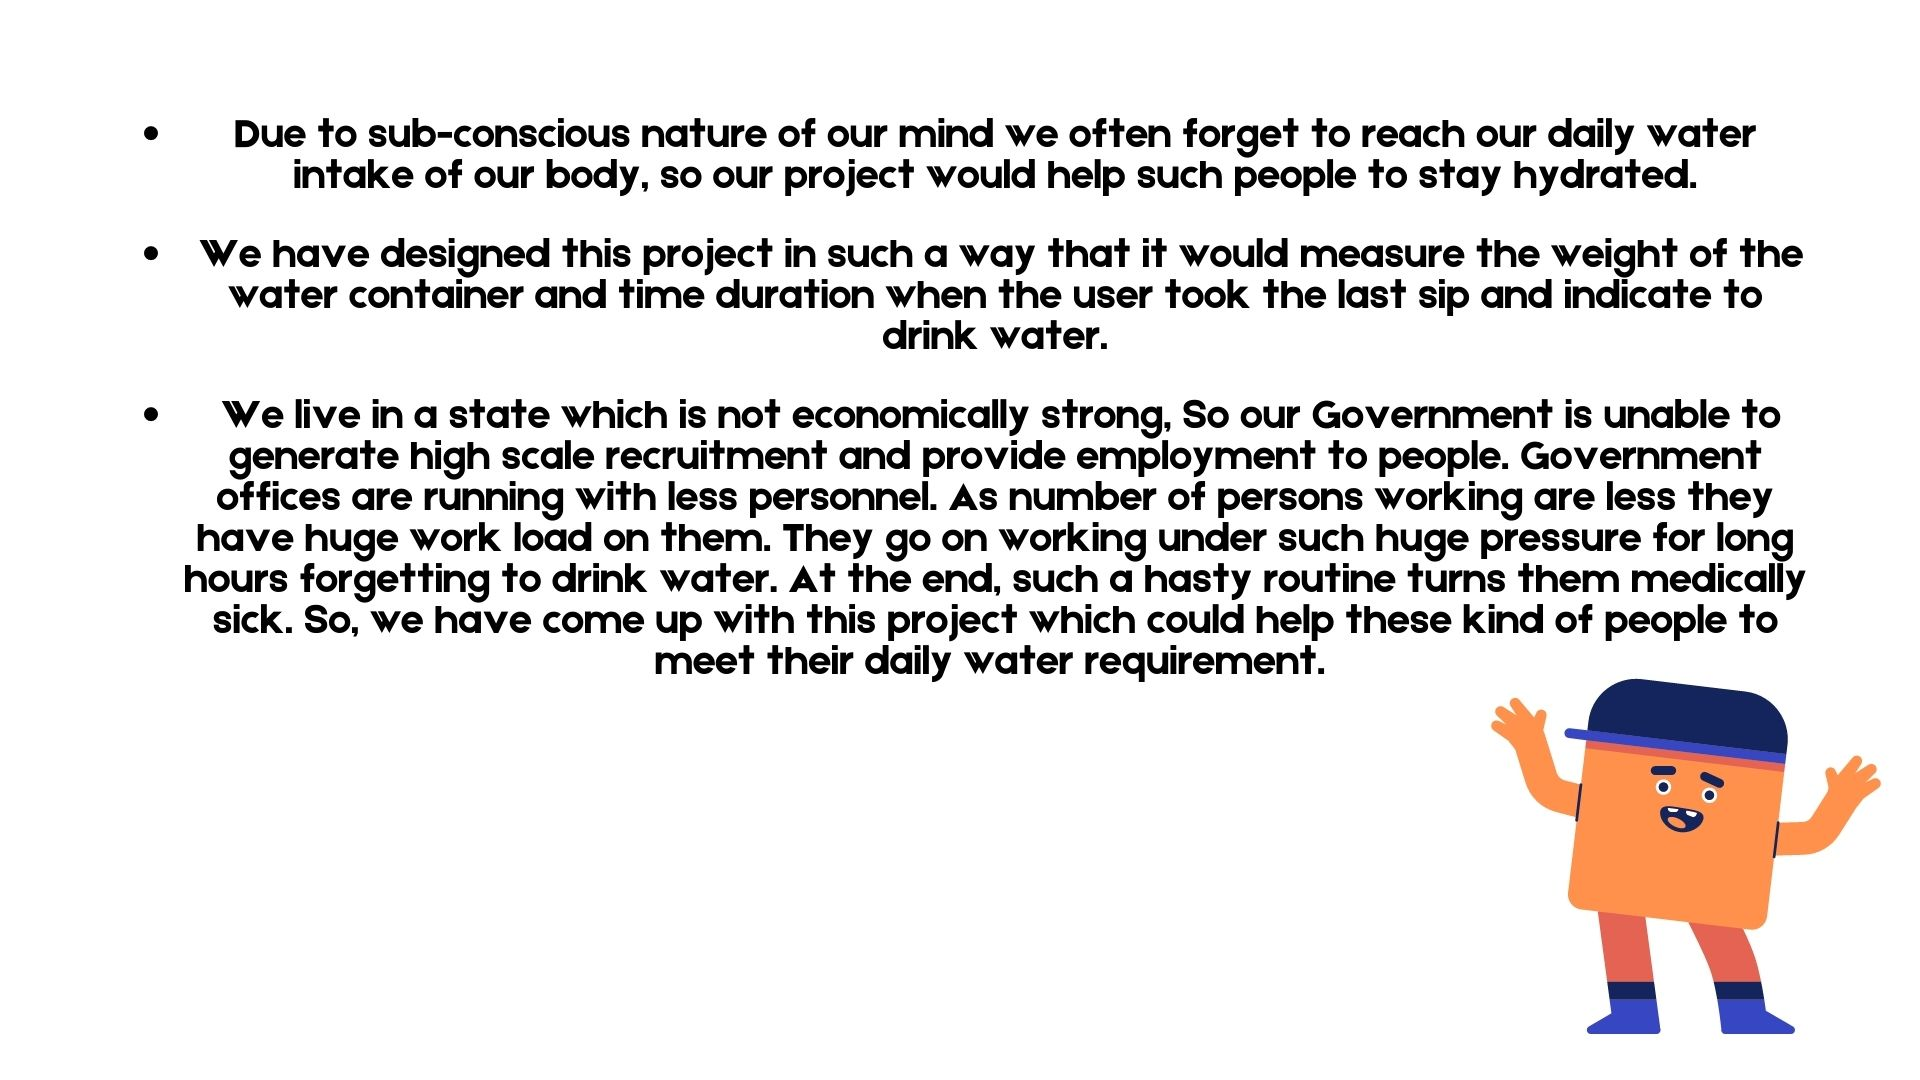 • Due to sub-conscious nature of our mind we often forget to reach our daily water
intake of our body, so our project would help such people to stay hydrated.
• We have designed this project in such a way that it would measure the weight of the
water container and time duration when the user took the last sip and indicate to
drink water.
• We live in a state which is not economically strong, So our Government is unable to
generate high scale recruitment and provide employment to people. Government
offices are running with less personnel. As number of persons working are less they
have huge work load on them. They go on working under such huge pressure for long
hours forgetting to drink water. At the end, such a hasty routine turns them medically
sick. So, we have come up with this project which could help these kind of people to
meet their daily water requirement.